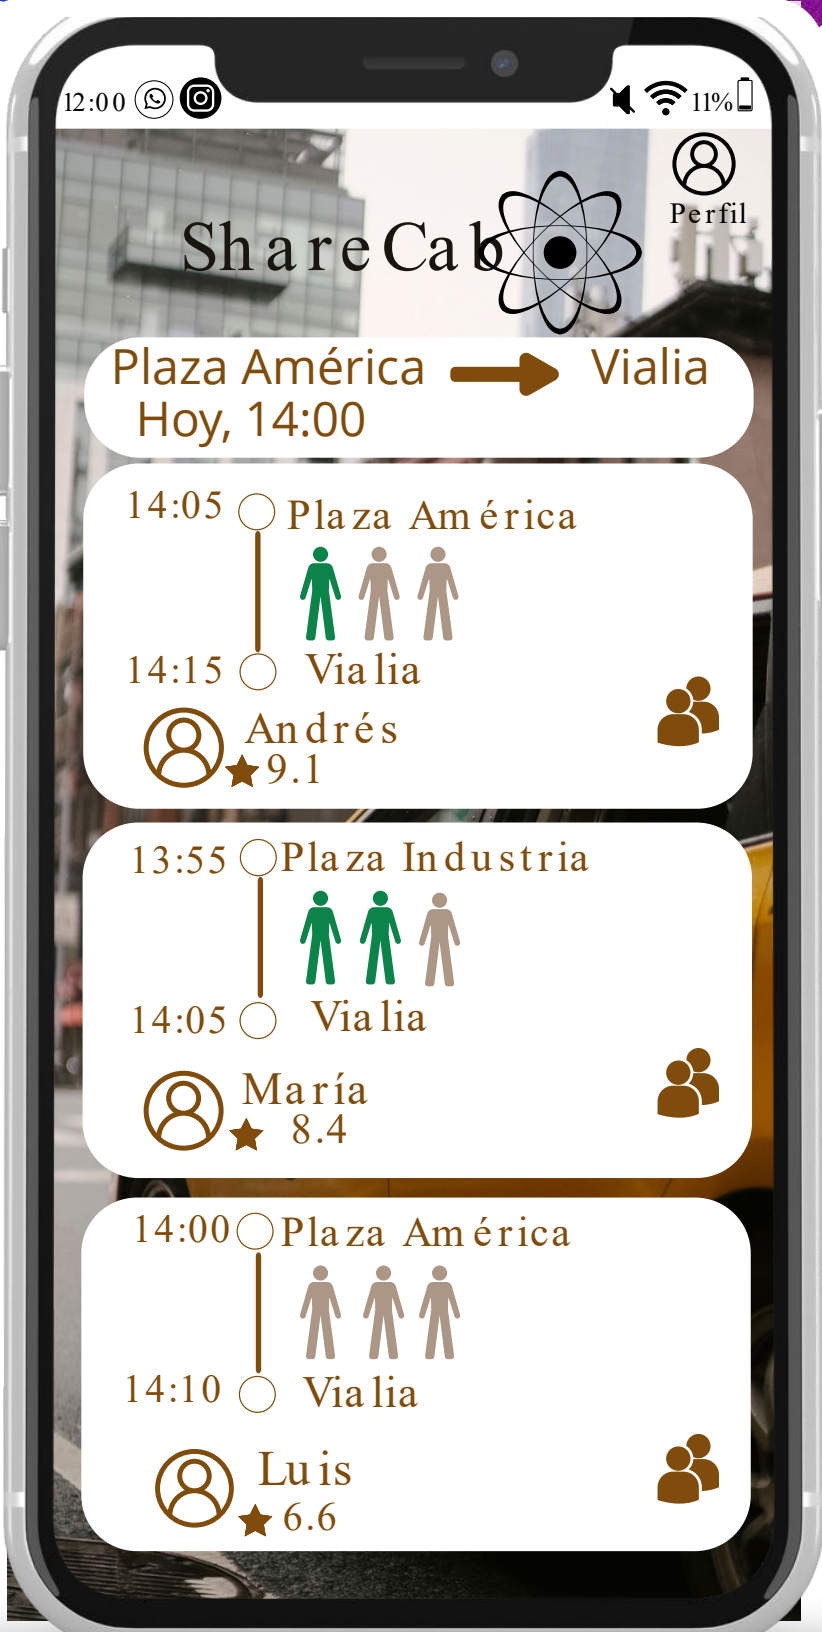 12:00 11%
Perfil
ShareCab
Plaza América Vialia
Hoy, 14:00
14:05 Plaza América
14:15 Vialia
Andrés
9.1
13:55 Plaza Industria
14:05 Vialia
María
8.4
14:00 Plaza América
14:10 Vialia
Luis
6.6